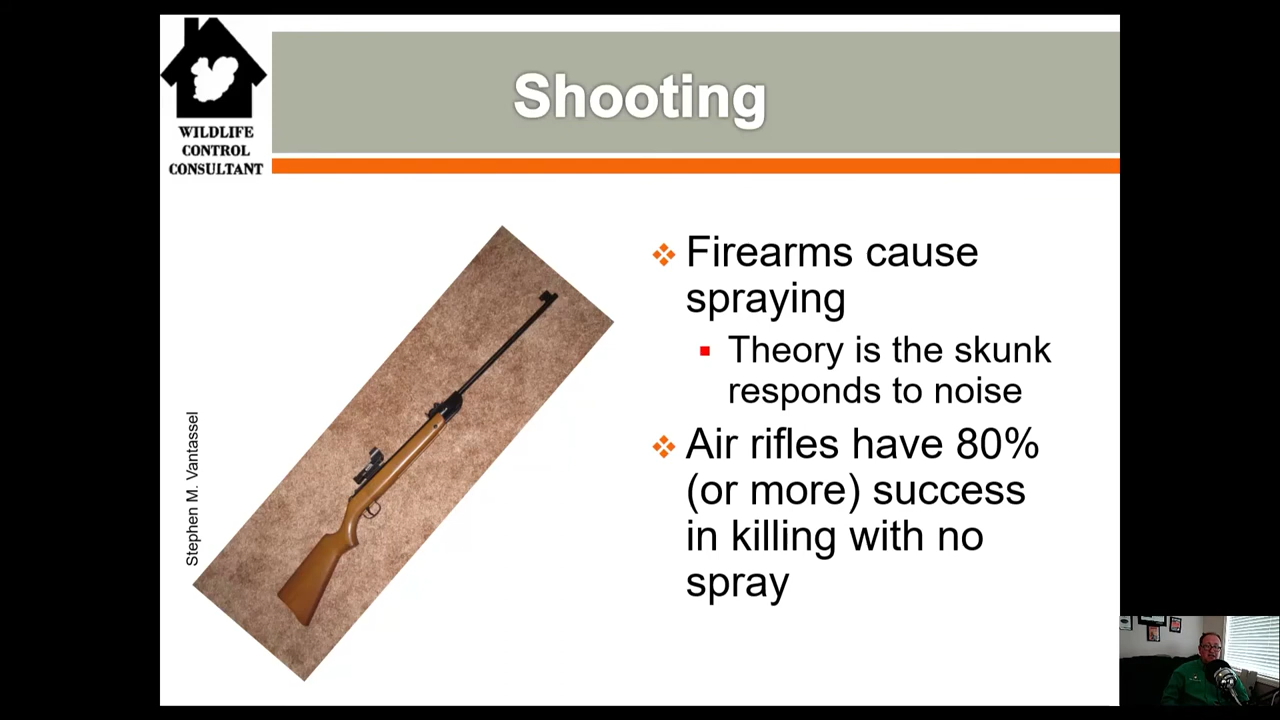 WILDLIFE
CONTROL
CONSULTANT
Shooting
Stephen M. Vantassel
Firearms cause
spraying
Theory is the skunk
responds to noise
Air rifles have 80%
(or more) success
in killing with no
spray